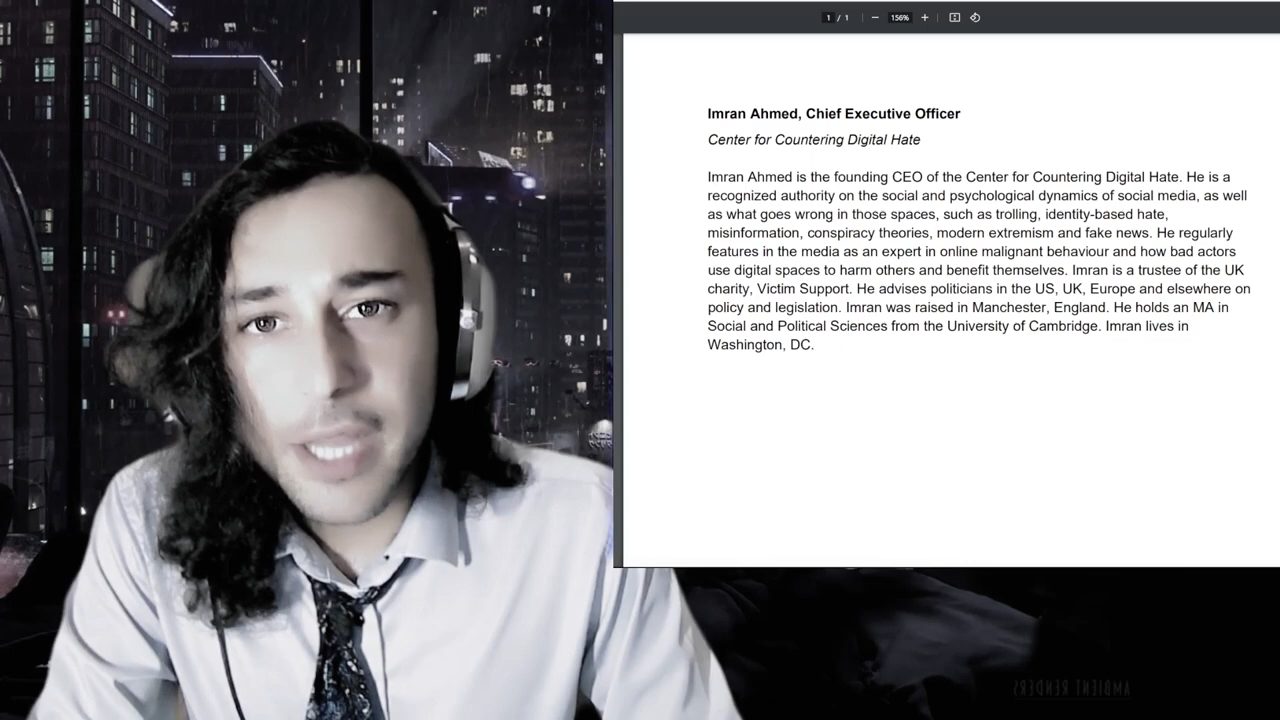 1 / 1
156%
Imran Ahmed, Chief Executive Officer
Center for Countering Digital Hate
Imran Ahmed is the founding CEO of the Center for Countering Digital Hate. He is a
recognized authority on the social and psychological dynamics of social media, as well
as what goes wrong in those spaces, such as trolling, identity-based hate,
misinformation, conspiracy theories, modern extremism and fake news. He regularly
features in the media as an expert in online malignant behaviour and how bad actors
use digital spaces to harm others and benefit themselves. Imran is a trustee of the UK
charity, Victim Support. He advises politicians in the US, UK, Europe and elsewhere on
policy and legislation. Imran was raised in Manchester, England. He holds an MA in
Social and Political Sciences from the University of Cambridge. Imran lives in
Washington, DC.
AMBIENT RENDERS